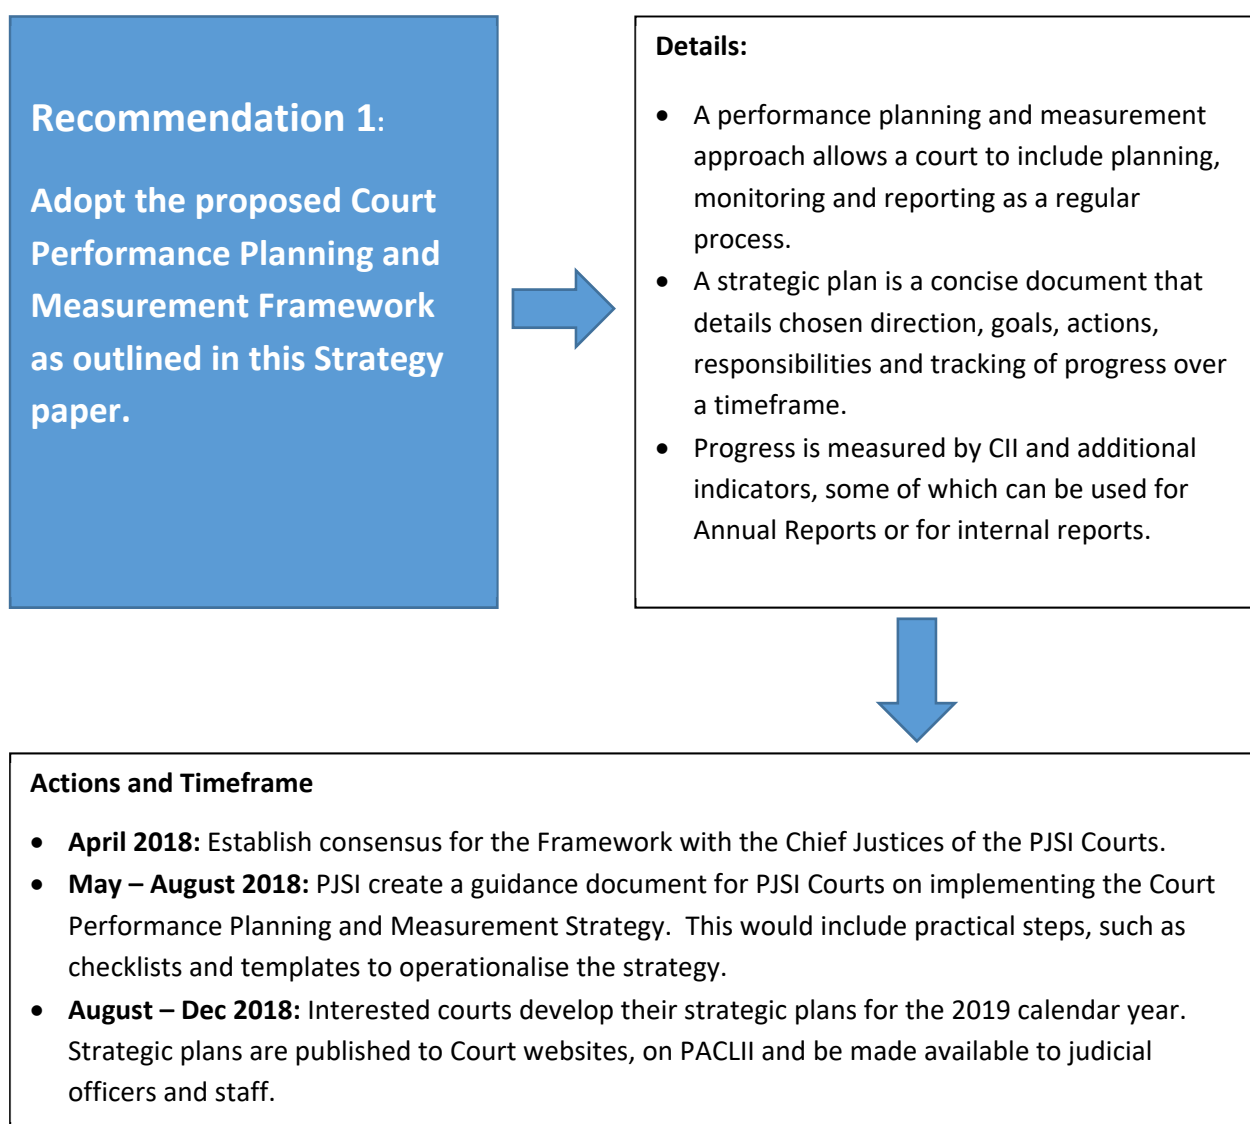 Recommendation 1:
Adopt the proposed Court
Performance Planning and
Measurement Framework
as outlined in this Strategy
paper.
Details:
• A performance planning and measurement
approach allows a court to include planning,
monitoring and reporting as a regular
process.
• A strategic plan is a concise document that
details chosen direction, goals, actions,
responsibilities and tracking of progress over
a timeframe.
• Progress is measured by CII and additional
indicators, some of which can be used for
Annual Reports or for internal reports.
Actions and Timeframe
• April 2018: Establish consensus for the Framework with the Chief Justices of the PJSI Courts.
• May – August 2018: PJSI create a guidance document for PJSI Courts on implementing the Court
Performance Planning and Measurement Strategy.  This would include practical steps, such as
checklists and templates to operationalise the strategy.
• August – Dec 2018: Interested courts develop their strategic plans for the 2019 calendar year.
Strategic plans are published to Court websites, on PACLII and be made available to judicial
officers and staff.